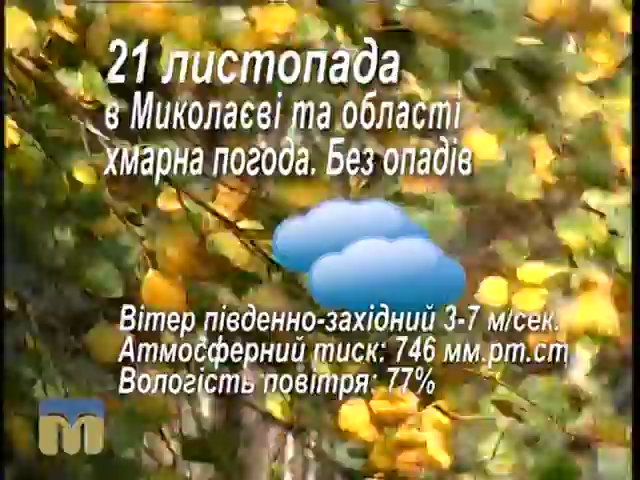 21 листопада
в Миколаєві та області
хмарна погода. Без опадів
Вітер південно-західний 3-7 м/сек.
Атмосферний тиск: 746 мм.рт.ст
Вологість повітря: 77%